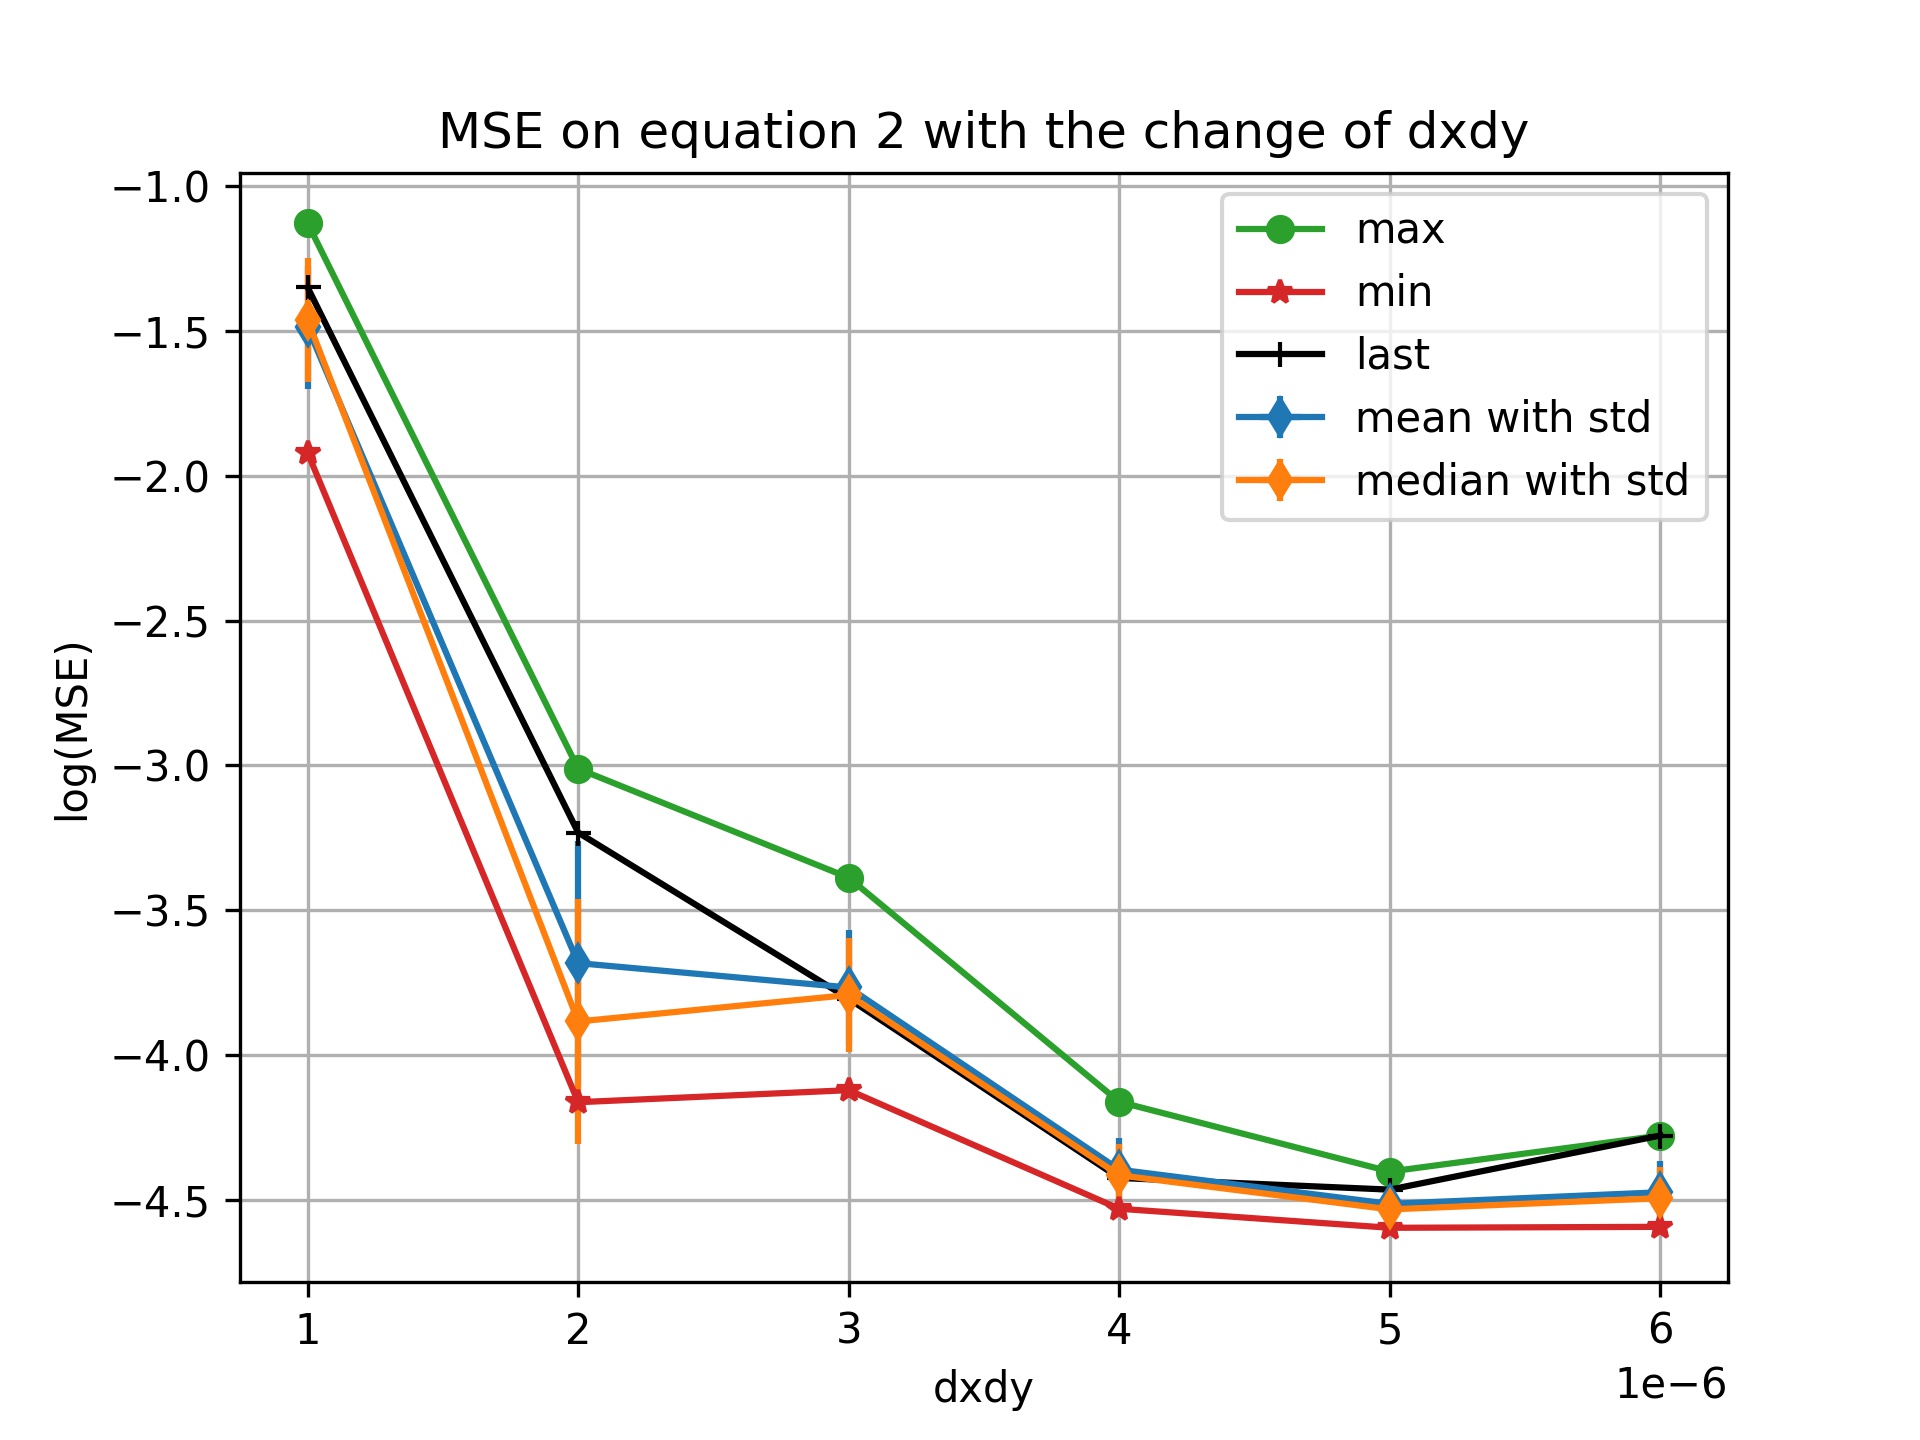 MSE on equation 2 with the change of dxdy
−1.0
−1.5
−2.0
−2.5
−3.0
−3.5
−4.0
−4.5
log(MSE)
max
min
last
mean with std
median with std
1 2 3 4 5 6
1e−6
dxdy